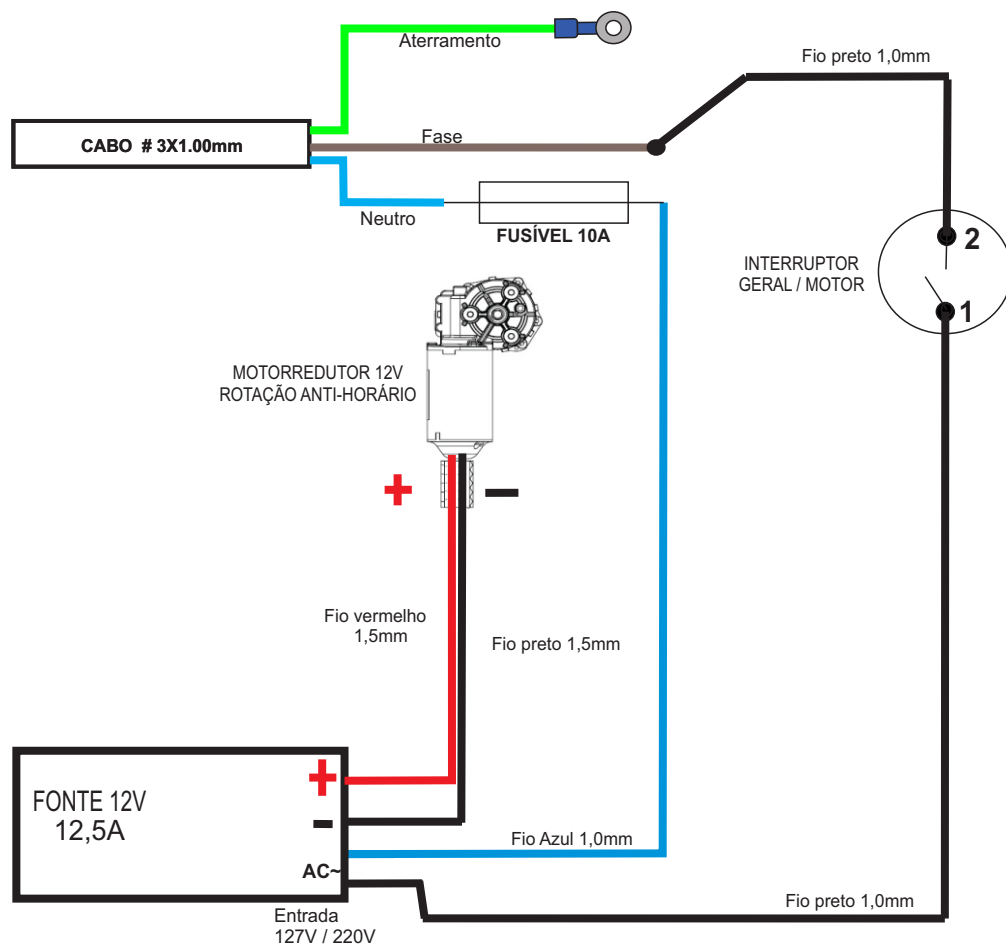 Aterramento
Fio preto 1,0mm
CABO # 3X1.00mm
Fase
Neutro
FUSÍVEL 10A
2
INTERRUPTOR
GERAL / MOTOR
1
MOTORREDUTOR 12V
ROTAÇÃO ANTI-HORÁRIO
+ −
Fio vermelho
1,5mm
Fio preto 1,5mm
+
FONTE 12V
-
12,5A
Fio Azul 1,0mm
AC~
Fio preto 1,0mm
Entrada
127V / 220V